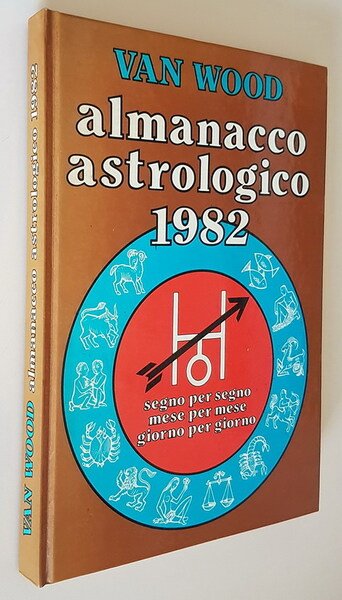 VAN WOOD
almanacco
astrologico
1982
segno per segno
mese per mese
giorno per giorno
VAN WOOD almanacco astrologico 1982